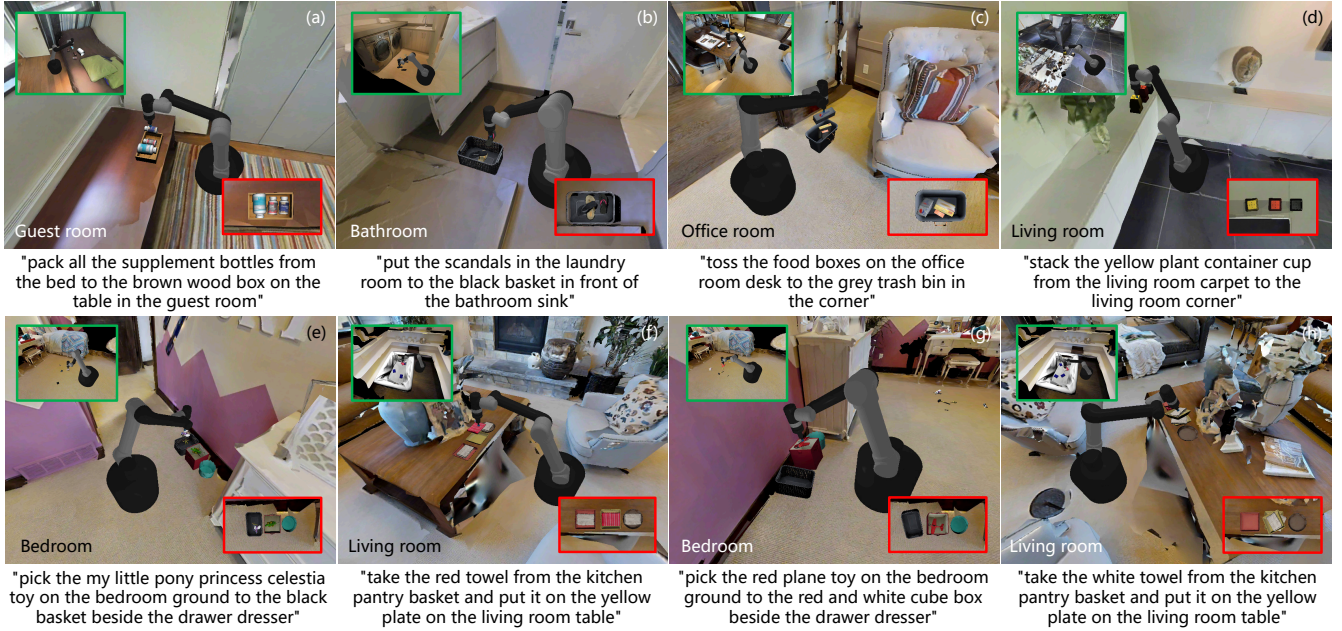 (a)
Guest room
"pack all the supplement bottles from
the bed to the brown wood box on the
table in the guest room"
(b)
Bathroom
"put the scandals in the laundry
room to the black basket in front of
the bathroom sink"
(c)
Office room
"toss the food boxes on the office
room desk to the grey trash bin in
the corner"
(d)
Living room
"stack the yellow plant container cup
from the living room carpet to the
living room corner"
(e)
Bedroom
"pick the my little pony princess celestia
toy on the bedroom ground to the black
basket beside the drawer dresser"
(f)
Living room
"take the red towel from the kitchen
pantry basket and put it on the yellow
plate on the living room table"
(g)
Bedroom
"pick the red plane toy on the bedroom
ground to the red and white cube box
beside the drawer dresser"
(h)
Living room
"take the white towel from the kitchen
pantry basket and put it on the yellow
plate on the living room table"